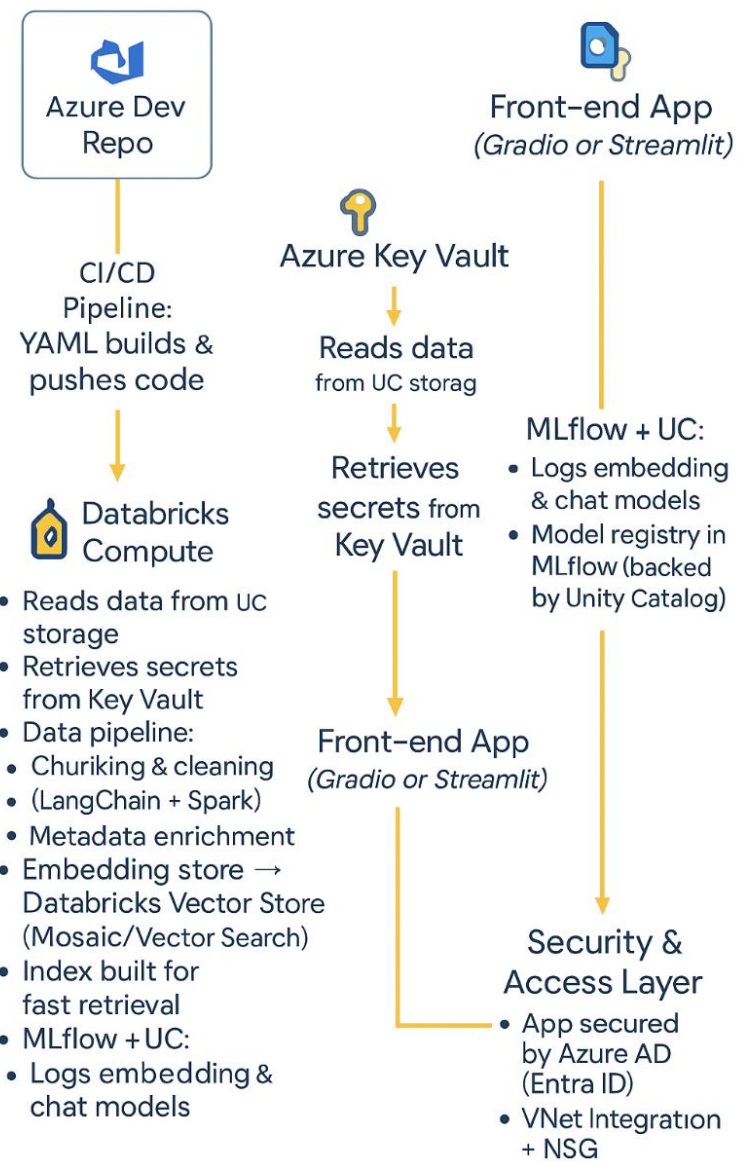 Azure Dev
Repo
CI/CD
Pipeline:
YAML builds &
pushes code
Databricks
Compute
• Reads data from UC
storage
• Retrieves secrets
from Key Vault
• Data pipeline:
• Churiking & cleaning
• (LangChain + Spark)
• Metadata enrichment
• Embedding store →
Databricks Vector Store
(Mosaic/Vector Search)
• Index built for
fast retrieval
• MLflow + UC:
• Logs embedding &
chat models
Azure Key Vault
Reads data
from UC storag
Retrieves
secrets from
Key Vault
Front-end App
(Gradio or Streamlit)
Front-end App
(Gradio or Streamlit)
MLflow + UC:
• Logs embedding
& chat models
• Model registry in
MLflow (backed
by Unity Catalog)
Security &
Access Layer
• App secured
by Azure AD
(Entra ID)
• VNet Integration
+ NSG